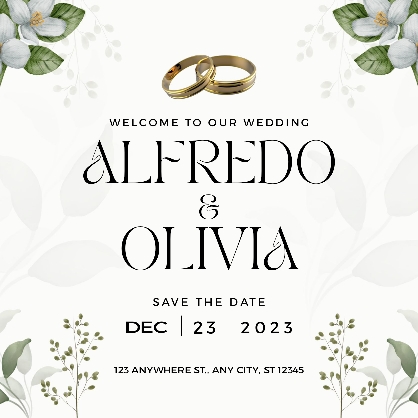 WELCOME TO OUR WEDDING
ALFREDO
&
OLIVIA
SAVE THE DATE
DEC | 23 2023
123 ANYWHERE ST., ANY CITY, ST 12345